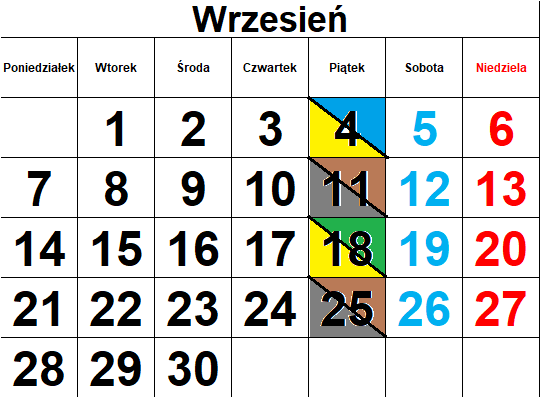 Wrzesień
Poniedziałek Wtorek Środa Czwartek Piątek Sobota Niedziela
1 2 3 4 5 6
7 8 9 10 11 12 13
14 15 16 17 18 19 20
21 22 23 24 25 26 27
28 29 30